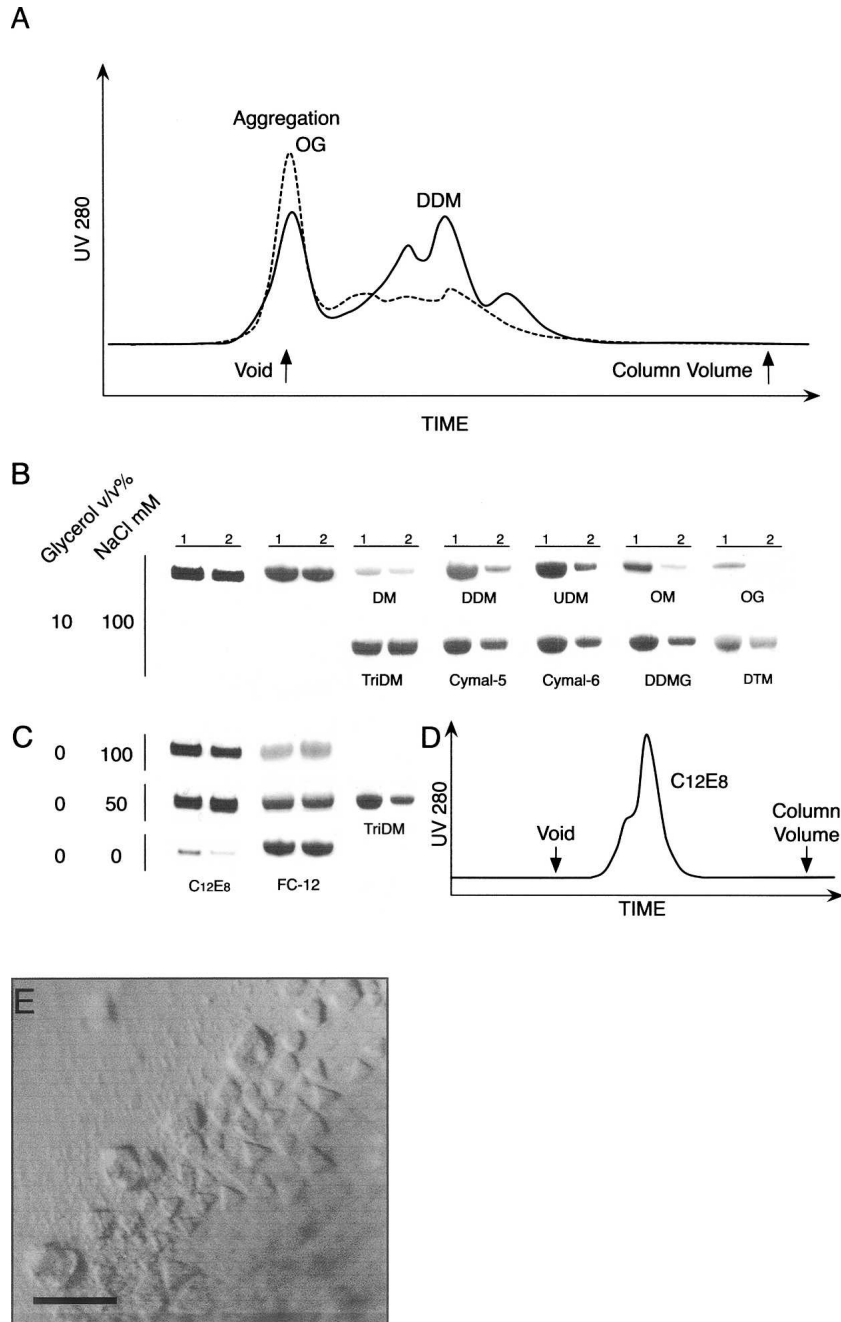 A
Aggregation
OG
DDM
UV 280
Void
Column Volume
TIME
B
Glycerol v/v%
NaCl mM
1 2 1 2 1 2 1 2 1 2 1 2 1 2
DM DDM UDM OM OG
10 100
TriDM Cymal-5 Cymal-6 DDMG DTM
C
0 100
0 50
TriDM
0 0
C12E8 FC-12
D
UV 280
C12E8
Void
Column
Volume
TIME
E